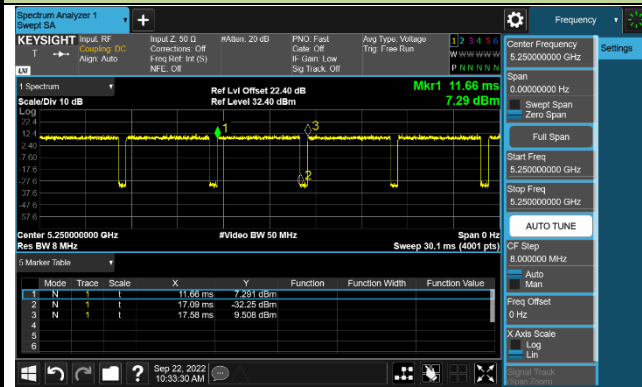 Spectrum Analyzer 1
Swept SA
+
Frequency
KEYSIGHT
Input: RF
Coupling: DC
Align: Auto
Input Z: 50 Ω
Corrections: Off
Freq Ref: Int (S)
NFE: Off
#Atten: 20 dB
PNO: Fast
Gate: Off
IF Gain: Low
Sig Track: Off
Avg Type: Voltage
Trig: Free Run
1 2 3 4 5 6
W W W W W W
P N N N N N
LXI
T
1 Spectrum
Scale/Div 10 dB
Ref Lvl Offset 22.40 dB
Ref Level 32.40 dBm
Mkr1 11.66 ms
7.29 dBm
Log
22.4
12.4
2.40
-7.60
-17.6
-27.6
-37.6
-47.6
-57.6
1
2
3
Center 5.250000000 GHz
#Video BW 50 MHz
Span 0 Hz
Res BW 8 MHz
Sweep 30.1 ms (4001 pts)
5 Marker Table
Mode Trace Scale X Y Function Function Width Function Value
1 N 1 t 11.66 ms 7.291 dBm
2 N 1 t 17.09 ms -32.25 dBm
3 N 1 t 17.58 ms 9.508 dBm
4
5
6
Sep 22, 2022
10:33:30 AM
?
Settings
Center Frequency
5.250000000 GHz
Span
0.00000000 Hz
Swept Span
Zero Span
Full Span
Start Freq
5.250000000 GHz
Stop Freq
5.250000000 GHz
AUTO TUNE
CF Step
8.000000 MHz
Auto
Man
Freq Offset
0 Hz
X Axis Scale
Log
Lin
Signal Track
(Span Zoom)